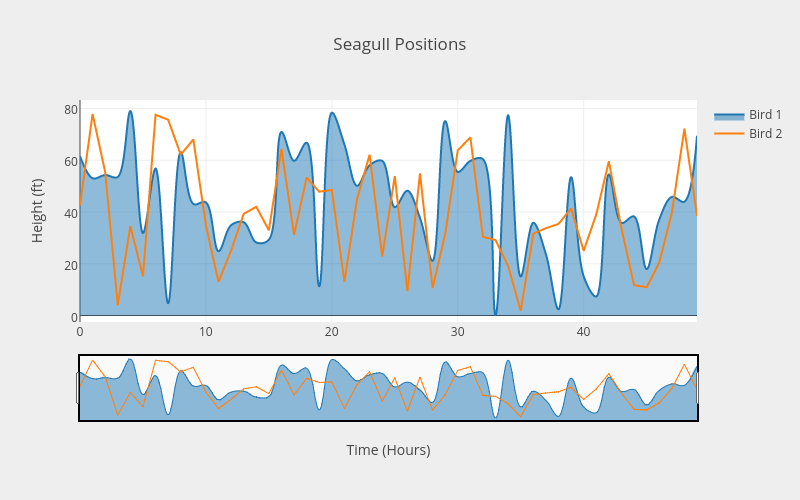 Seagull Positions
Height (ft)
80
60
40
20
0
0 10 20 30 40
Bird 1
Bird 2
Time (Hours)